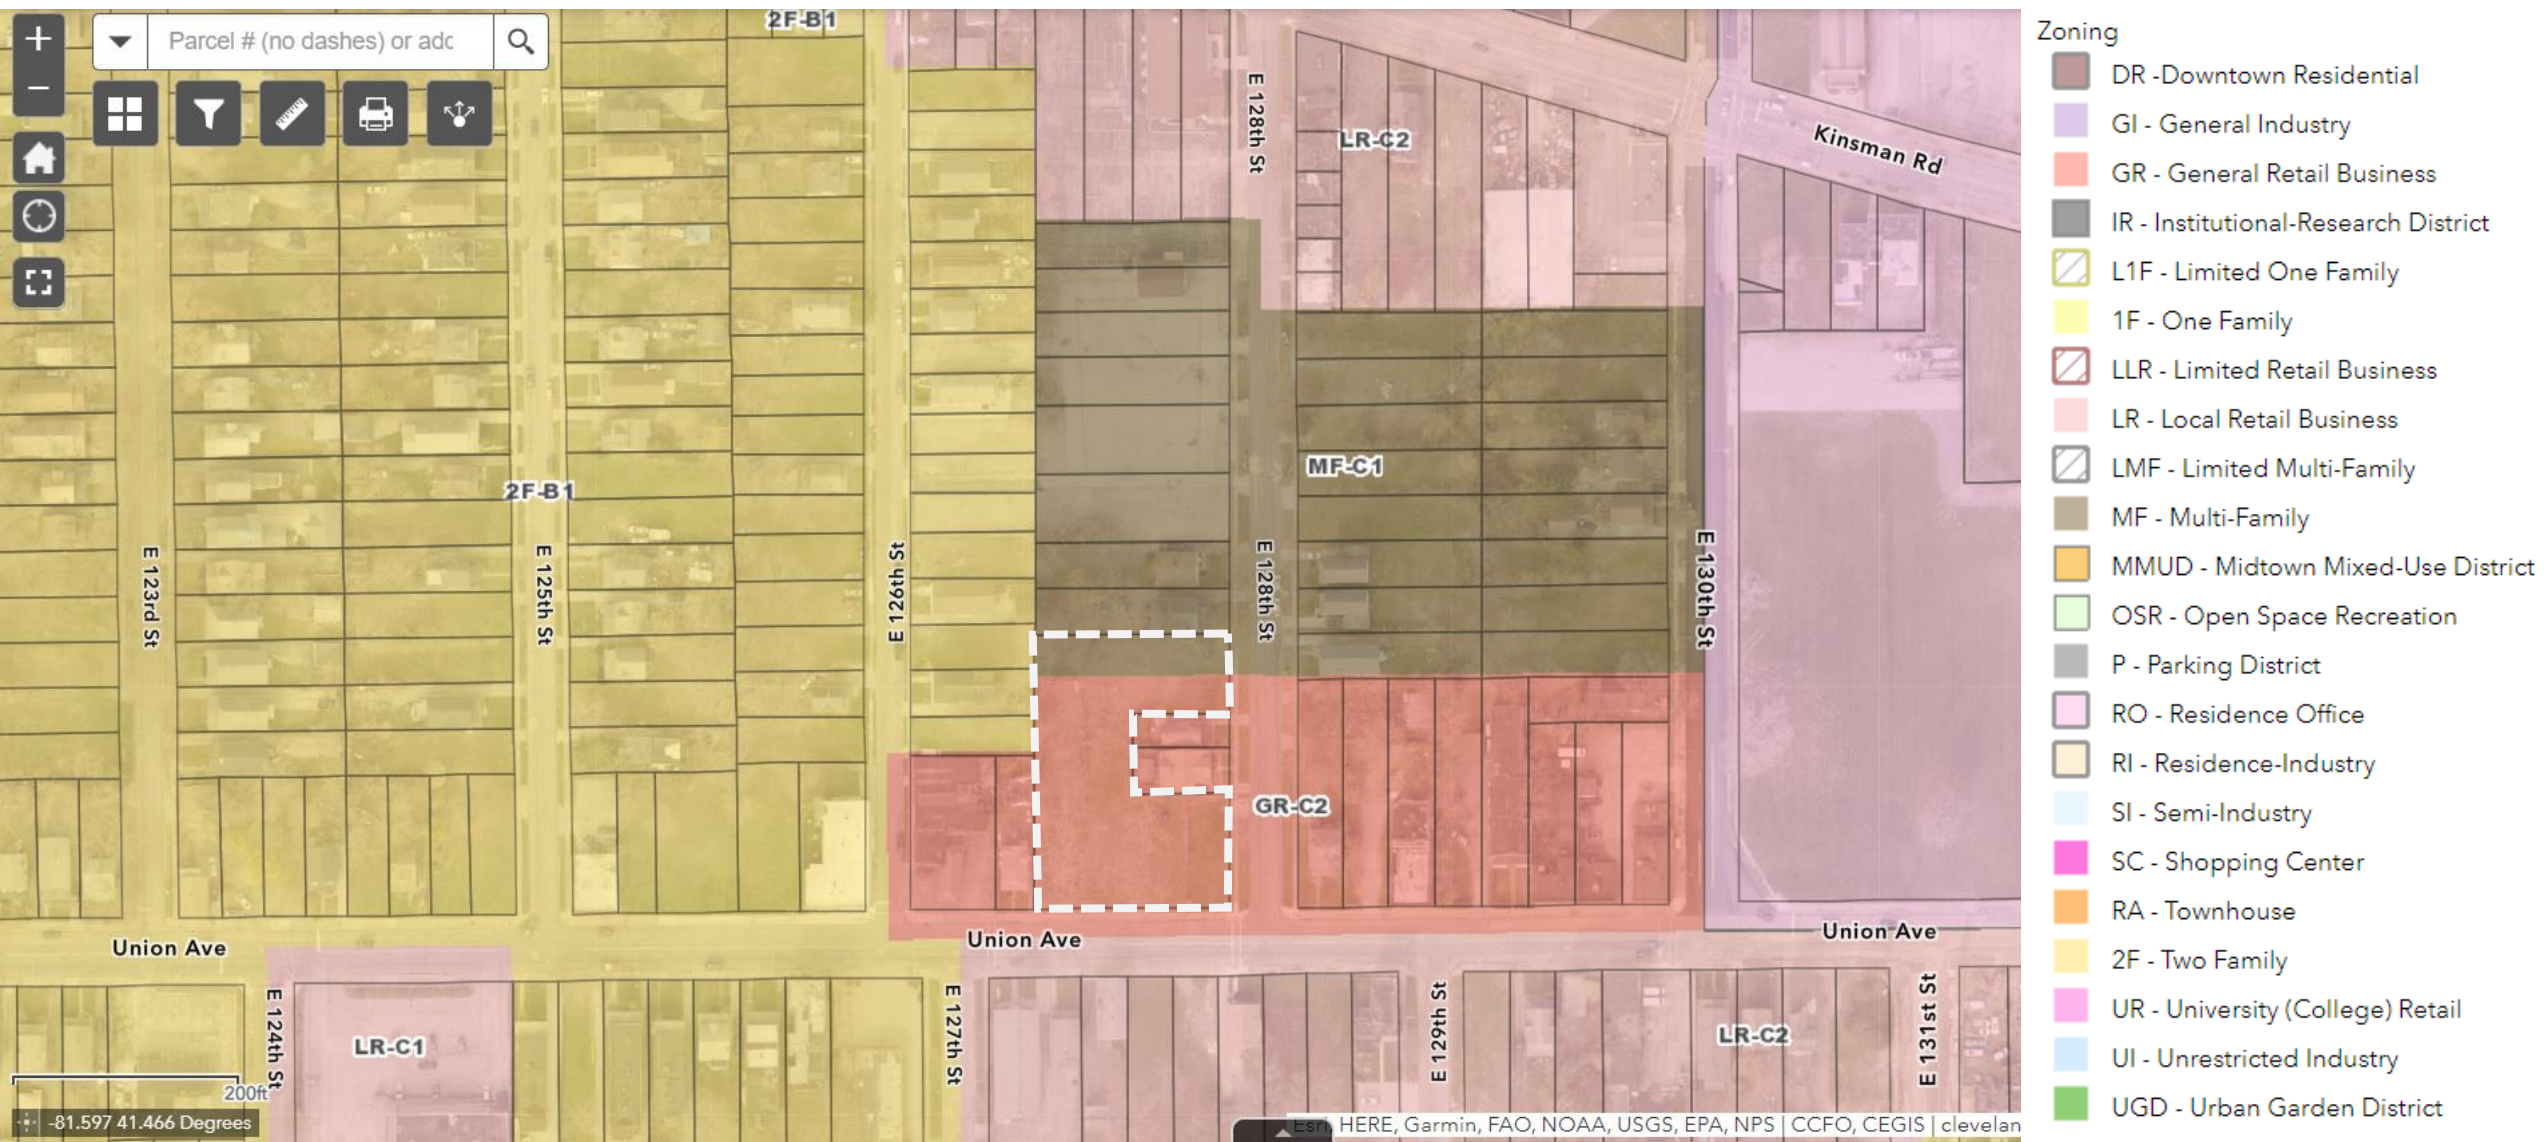 2F-B1
Parcel # (no dashes) or adc
E 128th St
LR-C2
Kinsman Rd
MF-C1
2F-B1
E 123rd St
E 125th St
E 126th St
E 128th St
E 130th St
GR-C2
Union Ave
Union Ave
Union Ave
E 124th St
LR-C1
E 127th St
E 129th St
LR-C2
E 131st St
200ft
-81.597 41.466 Degrees
Esri, HERE, Garmin, FAO, NOAA, USGS, EPA, NPS | CCFO, CEGIS | clevelan
Zoning
DR -Downtown Residential
GI - General Industry
GR - General Retail Business
IR - Institutional-Research District
L1F - Limited One Family
1F - One Family
LLR - Limited Retail Business
LR - Local Retail Business
LMF - Limited Multi-Family
MF - Multi-Family
MMUD - Midtown Mixed-Use District
OSR - Open Space Recreation
P - Parking District
RO - Residence Office
RI - Residence-Industry
SI - Semi-Industry
SC - Shopping Center
RA - Townhouse
2F - Two Family
UR - University (College) Retail
UI - Unrestricted Industry
UGD - Urban Garden District